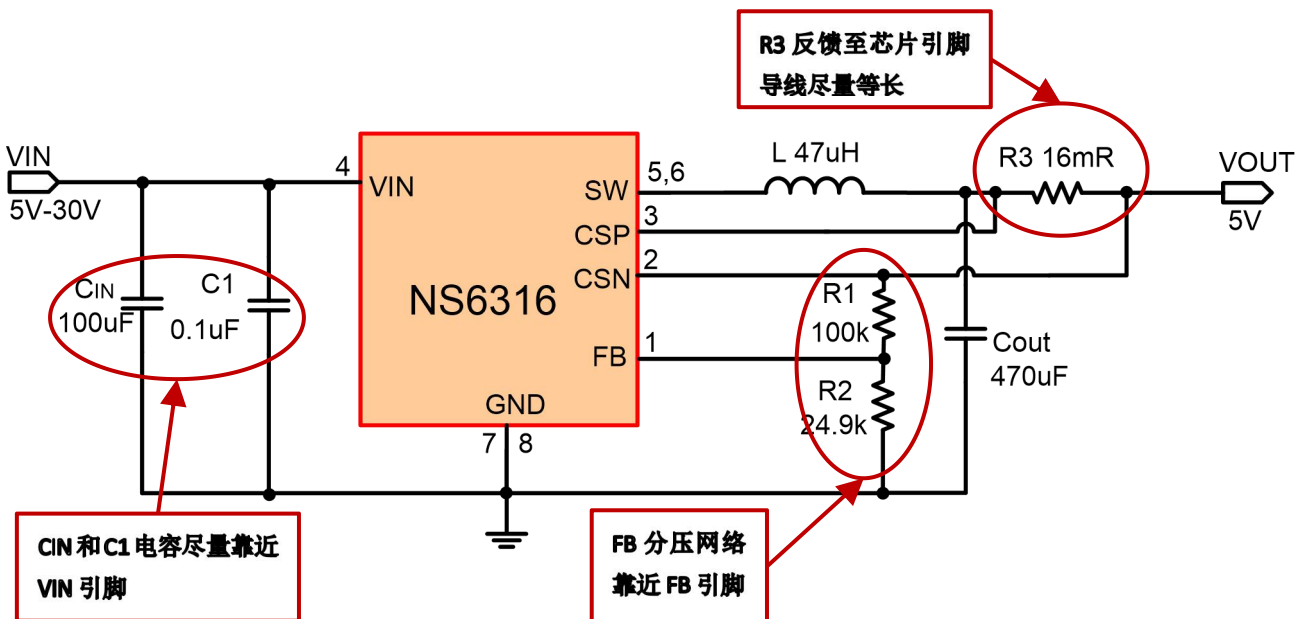 R3 反馈至芯片引脚
导线尽量等长
VIN
5V-30V
4
VIN
SW
5,6
L 47uH
R3 16mR
VOUT
5V
CSP
3
CSN
2
CIN
100uF
C1
0.1uF
NS6316
R1
100k
FB
1
Cout
470uF
R2
24.9k
GND
7
8
CIN 和 C1 电容尽量靠近
VIN 引脚
FB 分压网络
靠近 FB 引脚